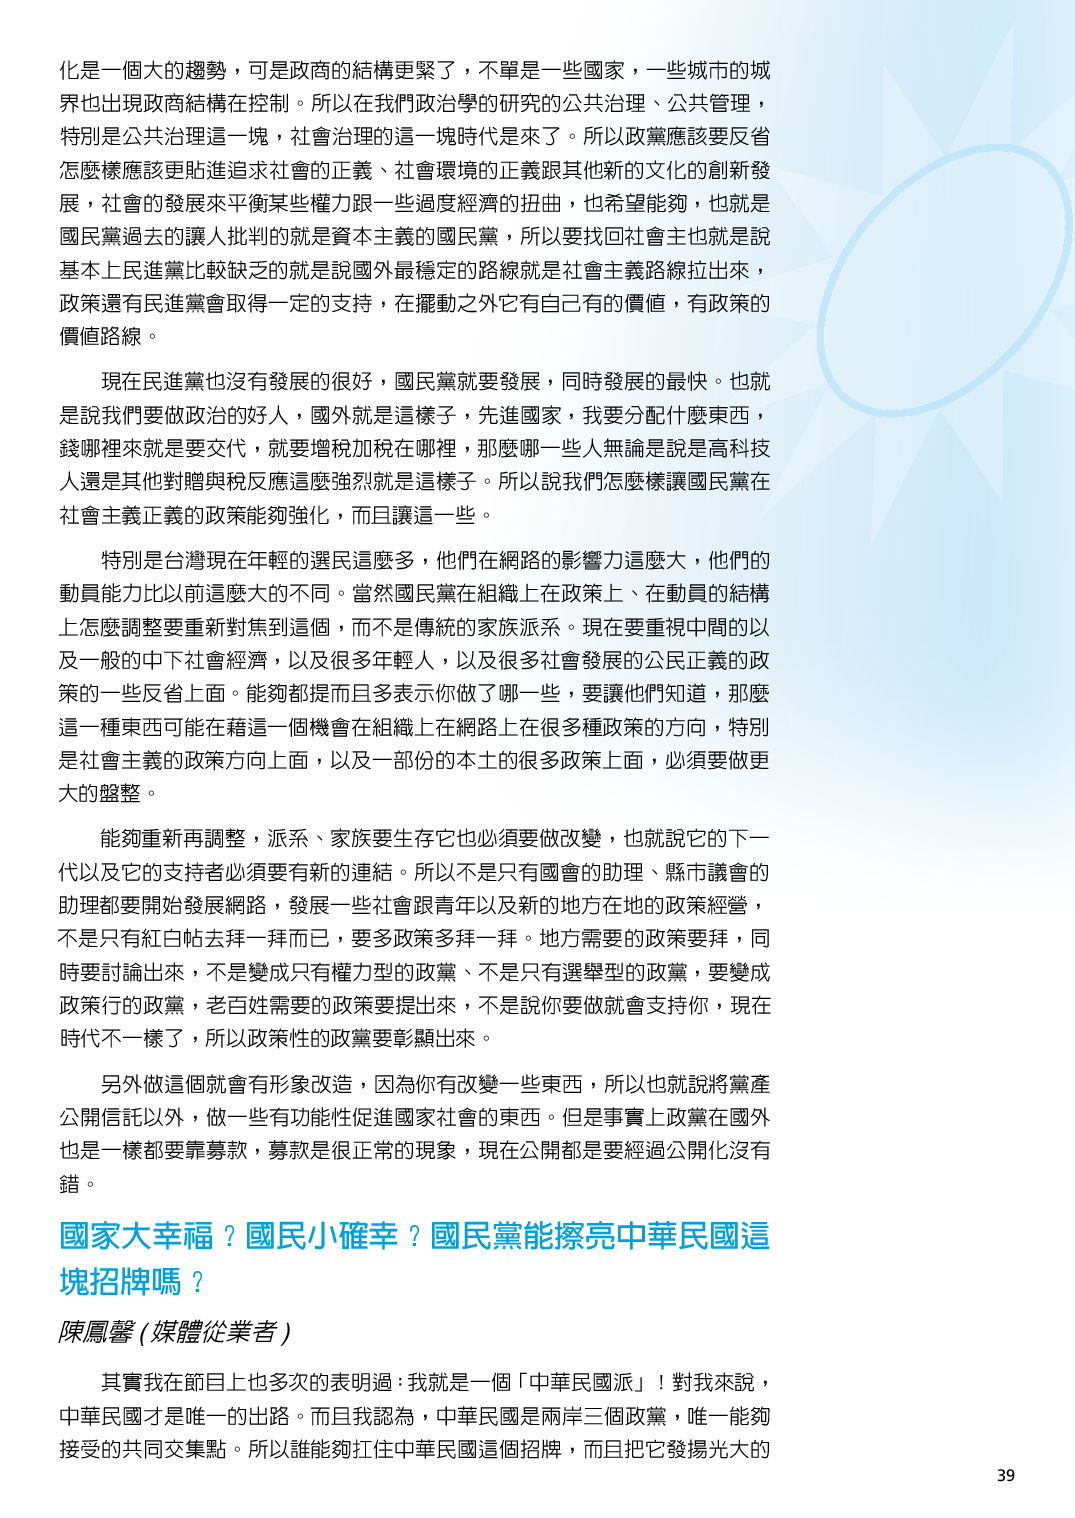 化是一個大的趨勢，可是政商的結構更緊了，不單是一些國家，一些城市的城
界也出現政商結構在控制。所以在我們政治學的研究的公共治理、公共管理，
特別是公共治理這一塊，社會治理的這一塊時代是來了。所以政黨應該要反省
怎麼樣應該更貼進追求社會的正義、社會環境的正義跟其他新的文化的創新發
展，社會的發展來平衡某些權力跟一些過度經濟的扭曲，也希望能夠，也就是
國民黨過去的讓人批判的就是資本主義的國民黨，所以要找回社會主也就是說
基本上民進黨比較缺乏的就是說國外最穩定的路線就是社會主義路線拉出來，
政策還有民進黨會取得一定的支持，在擺動之外它有自己有的價值，有政策的
價值路線。
現在民進黨也沒有發展的很好，國民黨就要發展，同時發展的最快。也就
是說我們要做政治的好人，國外就是這樣子，先進國家，我要分配什麼東西，
錢哪裡來就是要交代，就要增稅加稅在哪裡，那麼哪一些人無論是說是高科技
人還是其他對贈與稅反應這麼強烈就是這樣子。所以說我們怎麼樣讓國民黨在
社會主義正義的政策能夠強化，而且讓這一些。
特別是台灣現在年輕的選民這麼多，他們在網路的影響力這麼大，他們的
動員能力比以前這麼大的不同。當然國民黨在組織上在政策上、在動員的結構
上怎麼調整要重新對焦到這個，而不是傳統的家族派系。現在要重視中間的以
及一般的中下社會經濟，以及很多年輕人，以及很多社會發展的公民正義的政
策的一些反省上面。能夠都提而且多表示你做了哪一些，要讓他們知道，那麼
這一種東西可能在藉這一個機會在組織上在網路上在很多種政策的方向，特別
是社會主義的政策方向上面，以及一部份的本土的很多政策上面，必須要做更
大的盤整。
能夠重新再調整，派系、家族要生存它也必須要做改變，也就說它的下一
代以及它的支持者必須要有新的連結。所以不是只有國會的助理、縣市議會的
助理都要開始發展網路，發展一些社會跟青年以及新的地方在地的政策經營，
不是只有紅白帖去拜一拜而已，要多政策多拜一拜。地方需要的政策要拜，同
時要討論出來，不是變成只有權力型的政黨、不是只有選舉型的政黨，要變成
政策行的政黨，老百姓需要的政策要提出來，不是說你要做就會支持你，現在
時代不一樣了，所以政策性的政黨要彰顯出來。
另外做這個就會有形象改造，因為你有改變一些東西，所以也就說將黨產
公開信託以外，做一些有功能性促進國家社會的東西。但是事實上政黨在國外
也是一樣都要靠募款，募款是很正常的現象，現在公開都是要經過公開化沒有
錯。
國家大幸福？國民小確幸？國民黨能擦亮中華民國這
塊招牌嗎？
陳鳳馨(媒體從業者)
其實我在節目上也多次的表明過：我就是一個「中華民國派」！對我來說，
中華民國才是唯一的出路。而且我認為，中華民國是兩岸三個政黨，唯一能夠
接受的共同交集點。所以誰能夠扛住中華民國這個招牌，而且把它發揚光大的
39